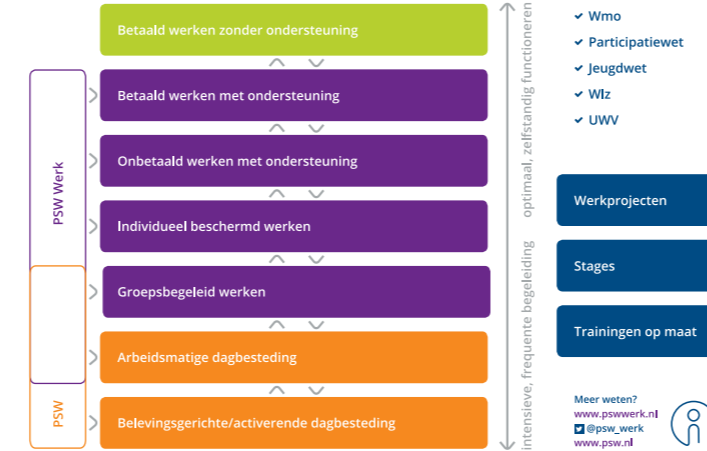 Betaald werken zonder ondersteuning
Betaald werken met ondersteuning
Onbetaald werken met ondersteuning
Individueel beschermd werken
Groepsbegeleid werken
Arbeidsmatige dagbesteding
Belevingsgerichte/activerende dagbesteding
PSW Werk
PSW
optimaal, zelfstandig functioneren
intensieve, frequente begeleiding
Wmo
Participatiewet
Jeugdwet
Wlz
UWV
Werkprojecten
Stages
Trainingen op maat
Meer weten?
www.pswwerk.nl
@psw_werk
www.psw.nl